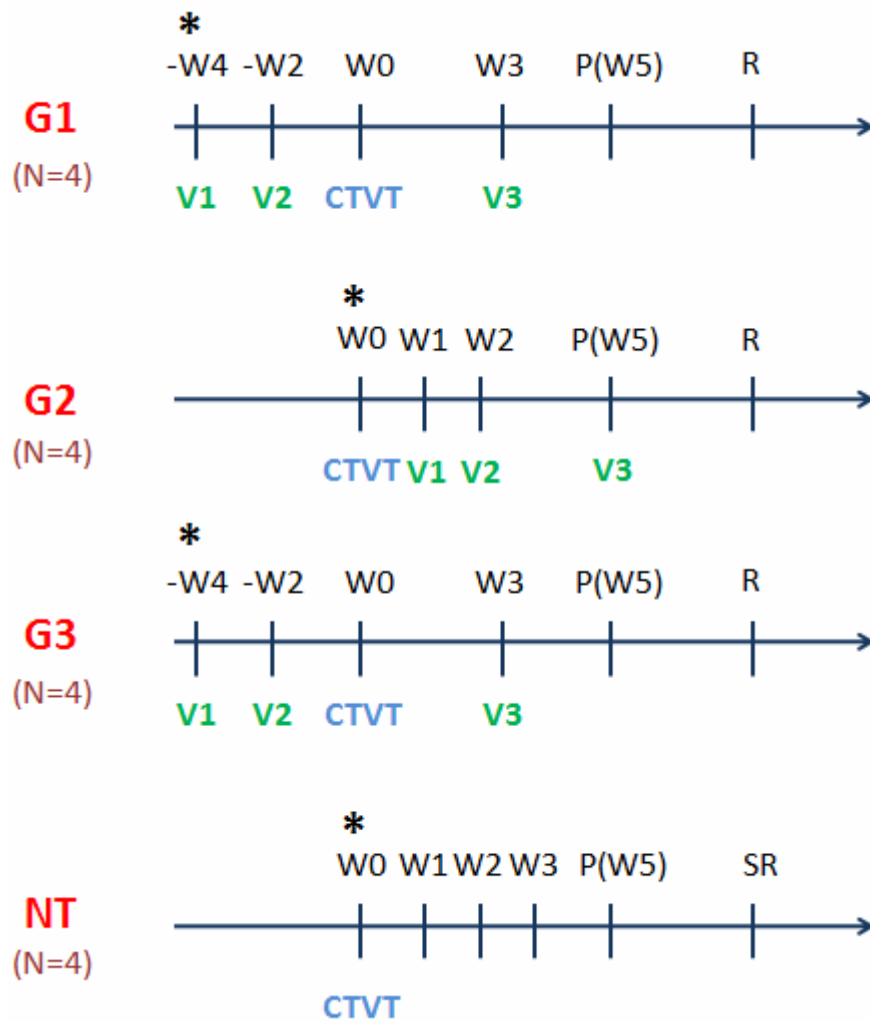 *
-W4 -W2 W0 W3 P(W5) R
G1
(N=4)
V1 V2 CTVT V3
*
W0 W1 W2 P(W5) R
G2
(N=4)
CTVT V1 V2 V3
*
-W4 -W2 W0 W3 P(W5) R
G3
(N=4)
V1 V2 CTVT V3
*
W0 W1 W2 W3 P(W5) SR
NT
(N=4)
CTVT